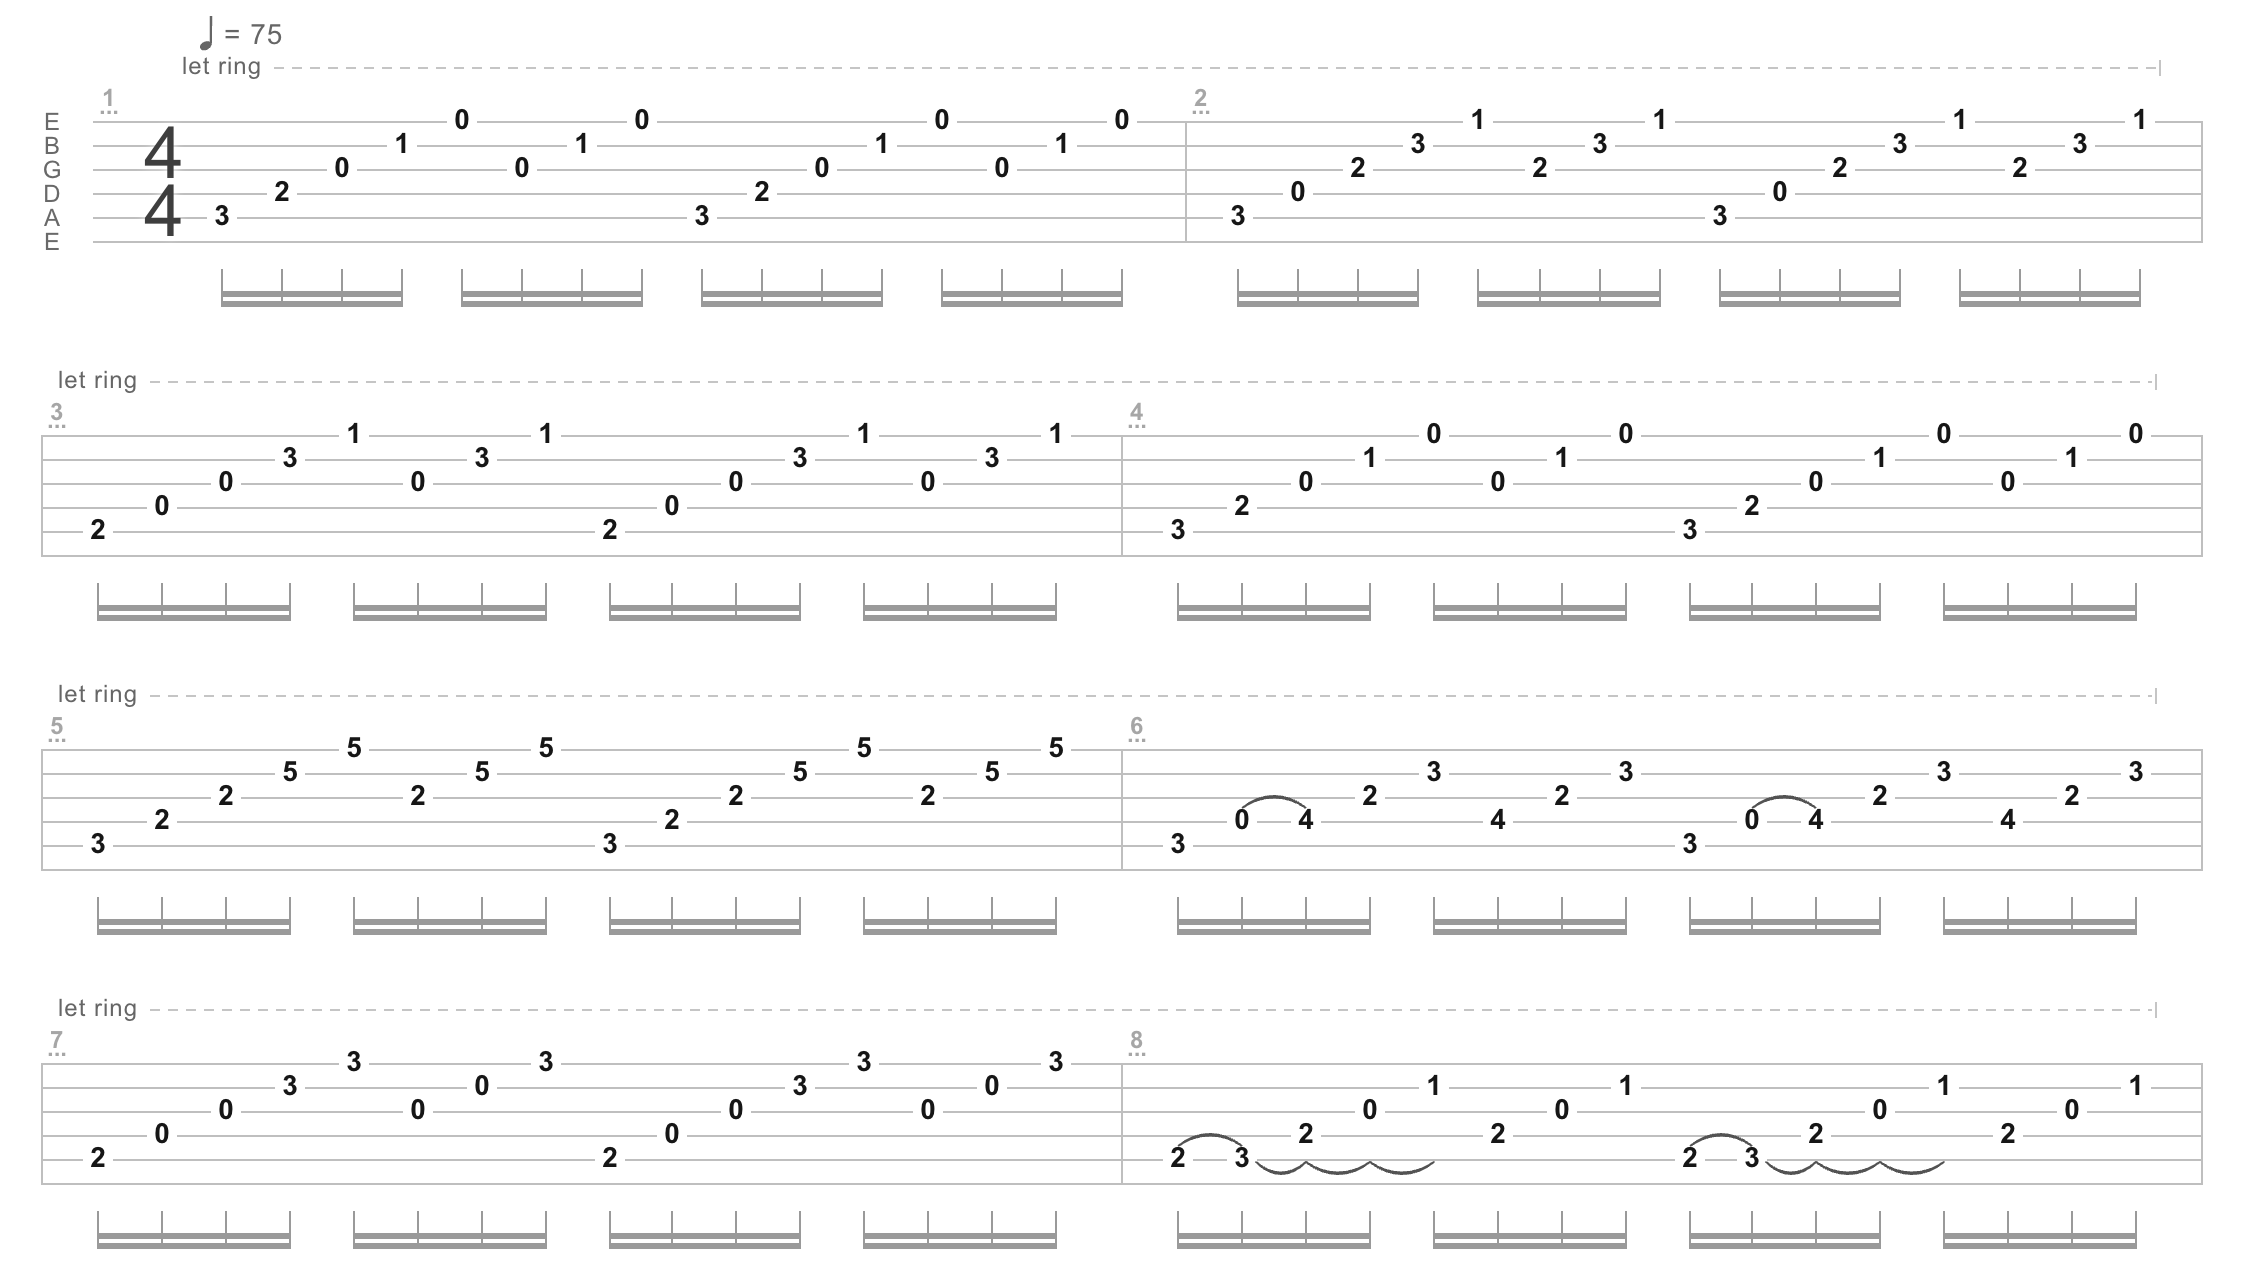 ♩ = 75
let ring
1 2
E 0 0 0 0 1 1 1 1
B 1 1 1 1 3 3 3 3
G 0 0 0 0 2 2 2 2
D 2 2 0 0
A 3 3 3 3
E
4
4
let ring
3 4
1 1 1 1 0 0 0 0
3 3 3 3 1 1 1 1
0 0 0 0 0 0 0 0
0 0 2 2
2 2 3 3
let ring
5 6
5 5 5 5
5 5 5 5 3 3 3 3
2 2 2 2 2 2 2 2
2 2 0 4 4 0 4 4
3 3 3 3
let ring
7 8
3 3 3 3
3 0 3 0 1 1 1 1
0 0 0 0 0 0 0 0
0 0 2 2 2 2
2 2 2 3 2 3